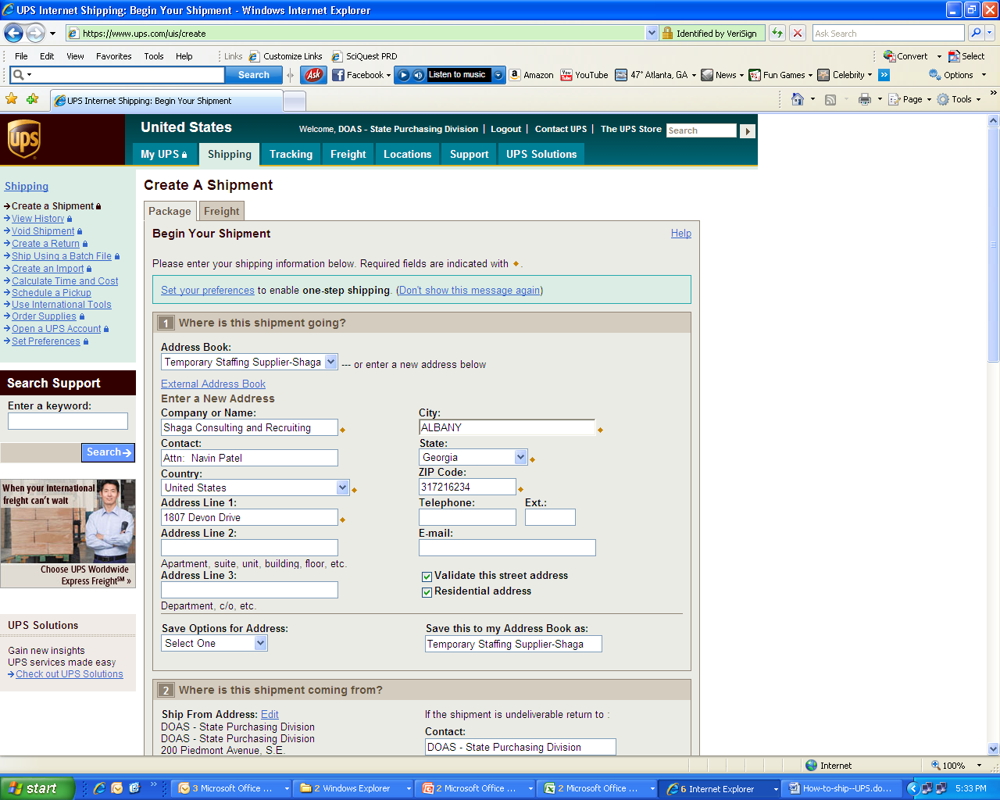 UPS Internet Shipping: Begin Your Shipment - Windows Internet Explorer
https://www.ups.com/uis/create
Identified by VeriSign
Ask Search
File Edit View Favorites Tools Help
Links Customize Links SciQuest PRD
Convert Select
Search Ask Facebook Listen to music Amazon YouTube 47° Atlanta, GA News Fun Games Celebrity >> Options
UPS Internet Shipping: Begin Your Shipment
Page Tools >>
ups
United States
Welcome, DOAS - State Purchasing Division | Logout | Contact UPS | The UPS Store Search
My UPS Shipping Tracking Freight Locations Support UPS Solutions
Shipping
Create a Shipment
View History
Void Shipment
Create a Return
Ship Using a Batch File
Create an Import
Calculate Time and Cost
Schedule a Pickup
Use International Tools
Order Supplies
Open a UPS Account
Set Preferences
Search Support
Enter a keyword:
Search
When your international
freight can't wait
Choose UPS Worldwide
Express Freight℠ »
UPS Solutions
Gain new insights
UPS services made easy
Check out UPS Solutions
Create A Shipment
Package Freight
Begin Your Shipment
Help
Please enter your shipping information below. Required fields are indicated with .
Set your preferences to enable one-step shipping. (Don't show this message again)
1 Where is this shipment going?
Address Book:
Temporary Staffing Supplier-Shaga --- or enter a new address below
External Address Book
Enter a New Address
Company or Name:
Shaga Consulting and Recruiting
Contact:
Attn: Navin Patel
Country:
United States
Address Line 1:
1807 Devon Drive
Address Line 2:
Apartment, suite, unit, building, floor, etc.
Address Line 3:
Department, c/o, etc.
City:
ALBANY
State:
Georgia
ZIP Code:
317216234
Telephone: Ext.:
E-mail:
Validate this street address
Residential address
Save Options for Address:
Select One
Save this to my Address Book as:
Temporary Staffing Supplier-Shaga
2 Where is this shipment coming from?
Ship From Address: Edit
DOAS - State Purchasing Division
DOAS - State Purchasing Division
200 Piedmont Avenue, S.E.
If the shipment is undeliverable return to :
Contact:
DOAS - State Purchasing Division
Internet 100%
start >> 3 Microsoft Office ... 2 Windows Explorer 2 Microsoft Office ... 2 Microsoft Office ... 6 Internet Explorer How-to-ship--UPS.do... 5:33 PM